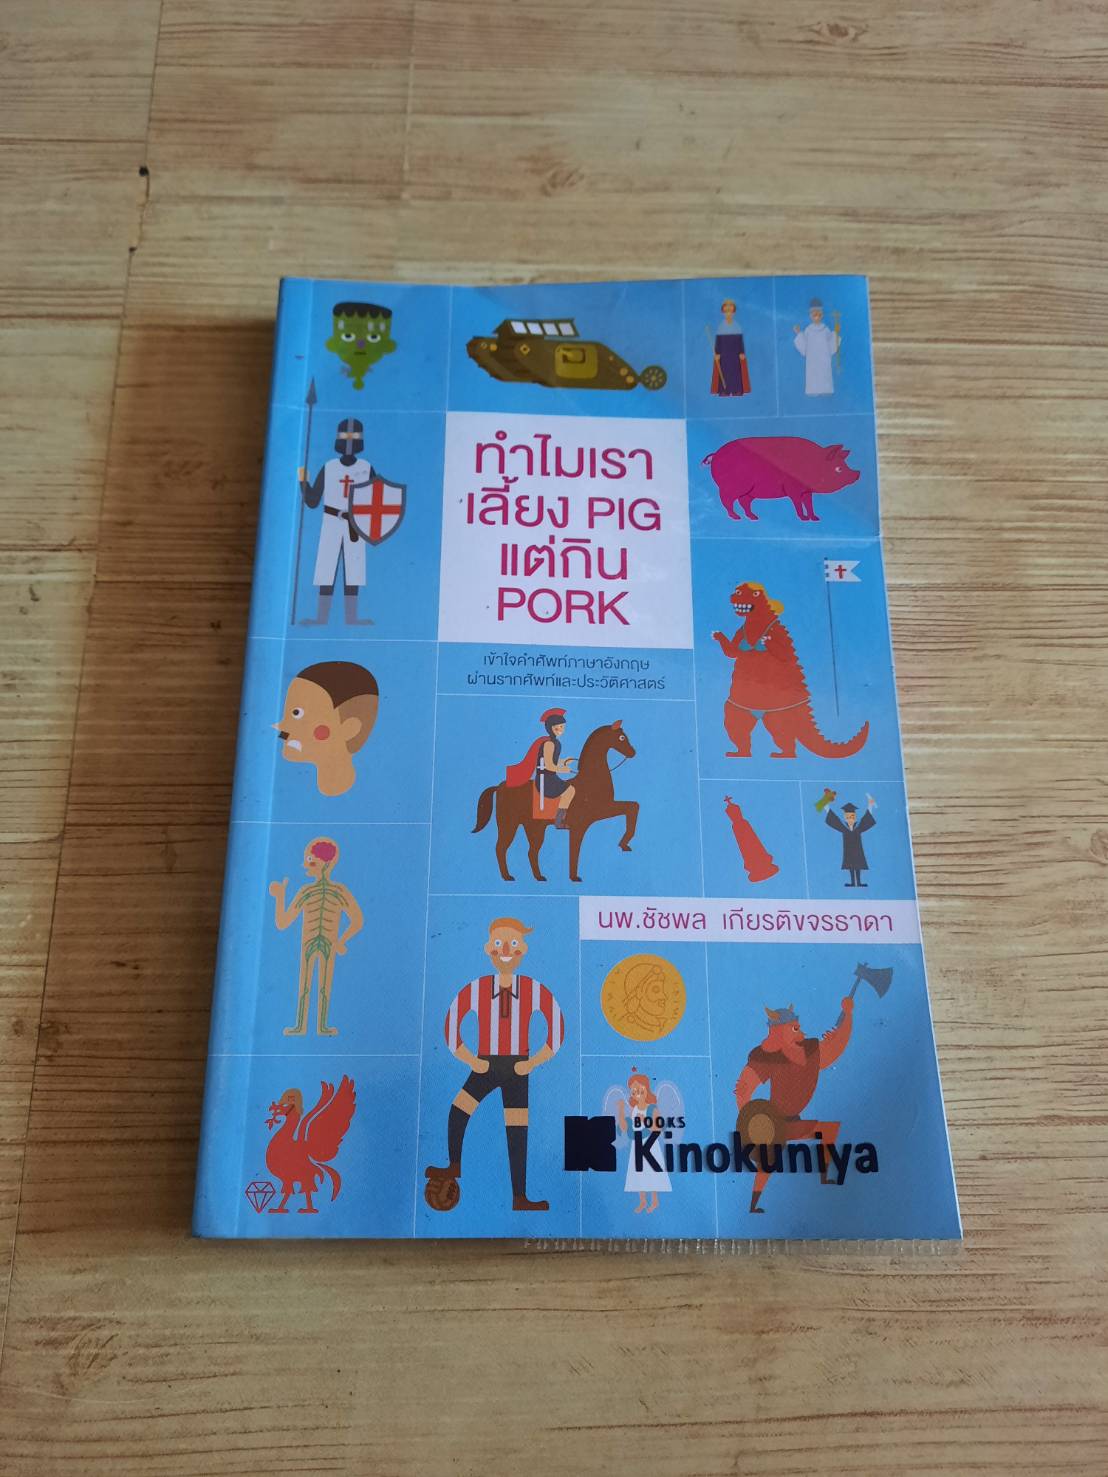 ทำไมเรา
เลี้ยง PIG
แต่กิน
PORK
เข้าใจคำศัพท์ภาษาอังกฤษ
ผ่านรากศัพท์และประวัติศาสตร์
นพ.ชัชพล เกียรติขจรธาดา
BOOKS
Kinokuniya